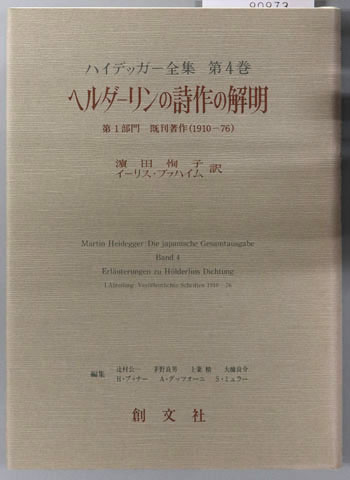 90973
ハイデッガー全集 第4巻
ヘルダーリンの詩作の解明
第1部門 既刊著作(1910—76)
濵田恂子
イーリス・ブッハイム 訳
Martin Heidegger: Die japanische Gesamtausgabe
Band 4
Erläuterungen zu Hölderlins Dichtung
I. Abteilung: Veröffentlichte Schriften 1910—76
編集 辻村公一 茅野良男 上妻精 大橋良介
H・ブァナー A・グッツオーニ S・ミュラー
創文社